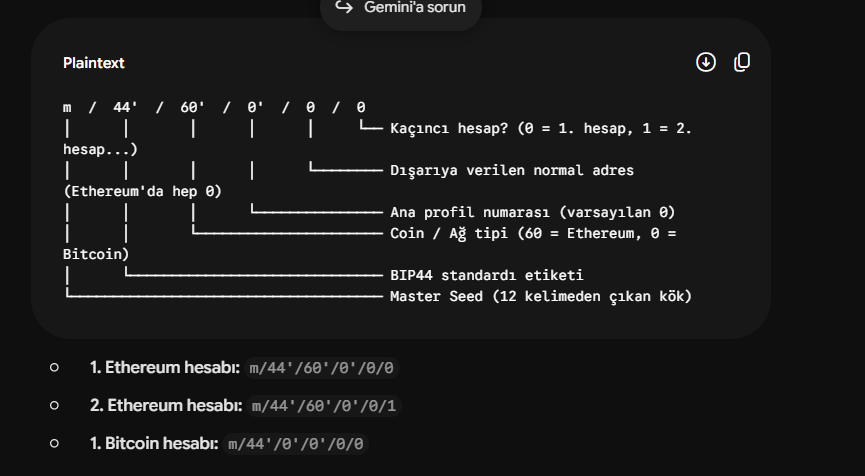 Gemini'a sorun
Plaintext
m / 44' / 60' / 0' / 0 / 0
│ │ │ │ │ └── Kaçıncı hesap? (0 = 1. hesap, 1 = 2.
hesap...)
│ │ │ │ └──────── Dışarıya verilen normal adres
(Ethereum'da hep 0)
│ │ │ └─────────────── Ana profil numarası (varsayılan 0)
│ │ └────────────────────── Coin / Ağ tipi (60 = Ethereum, 0 =
Bitcoin)
│ └────────────────────────────── BIP44 standardı etiketi
└───────────────────────────────────── Master Seed (12 kelimeden çıkan kök)
1. Ethereum hesabı: m/44'/60'/0'/0/0
2. Ethereum hesabı: m/44'/60'/0'/0/1
1. Bitcoin hesabı: m/44'/0'/0'/0/0